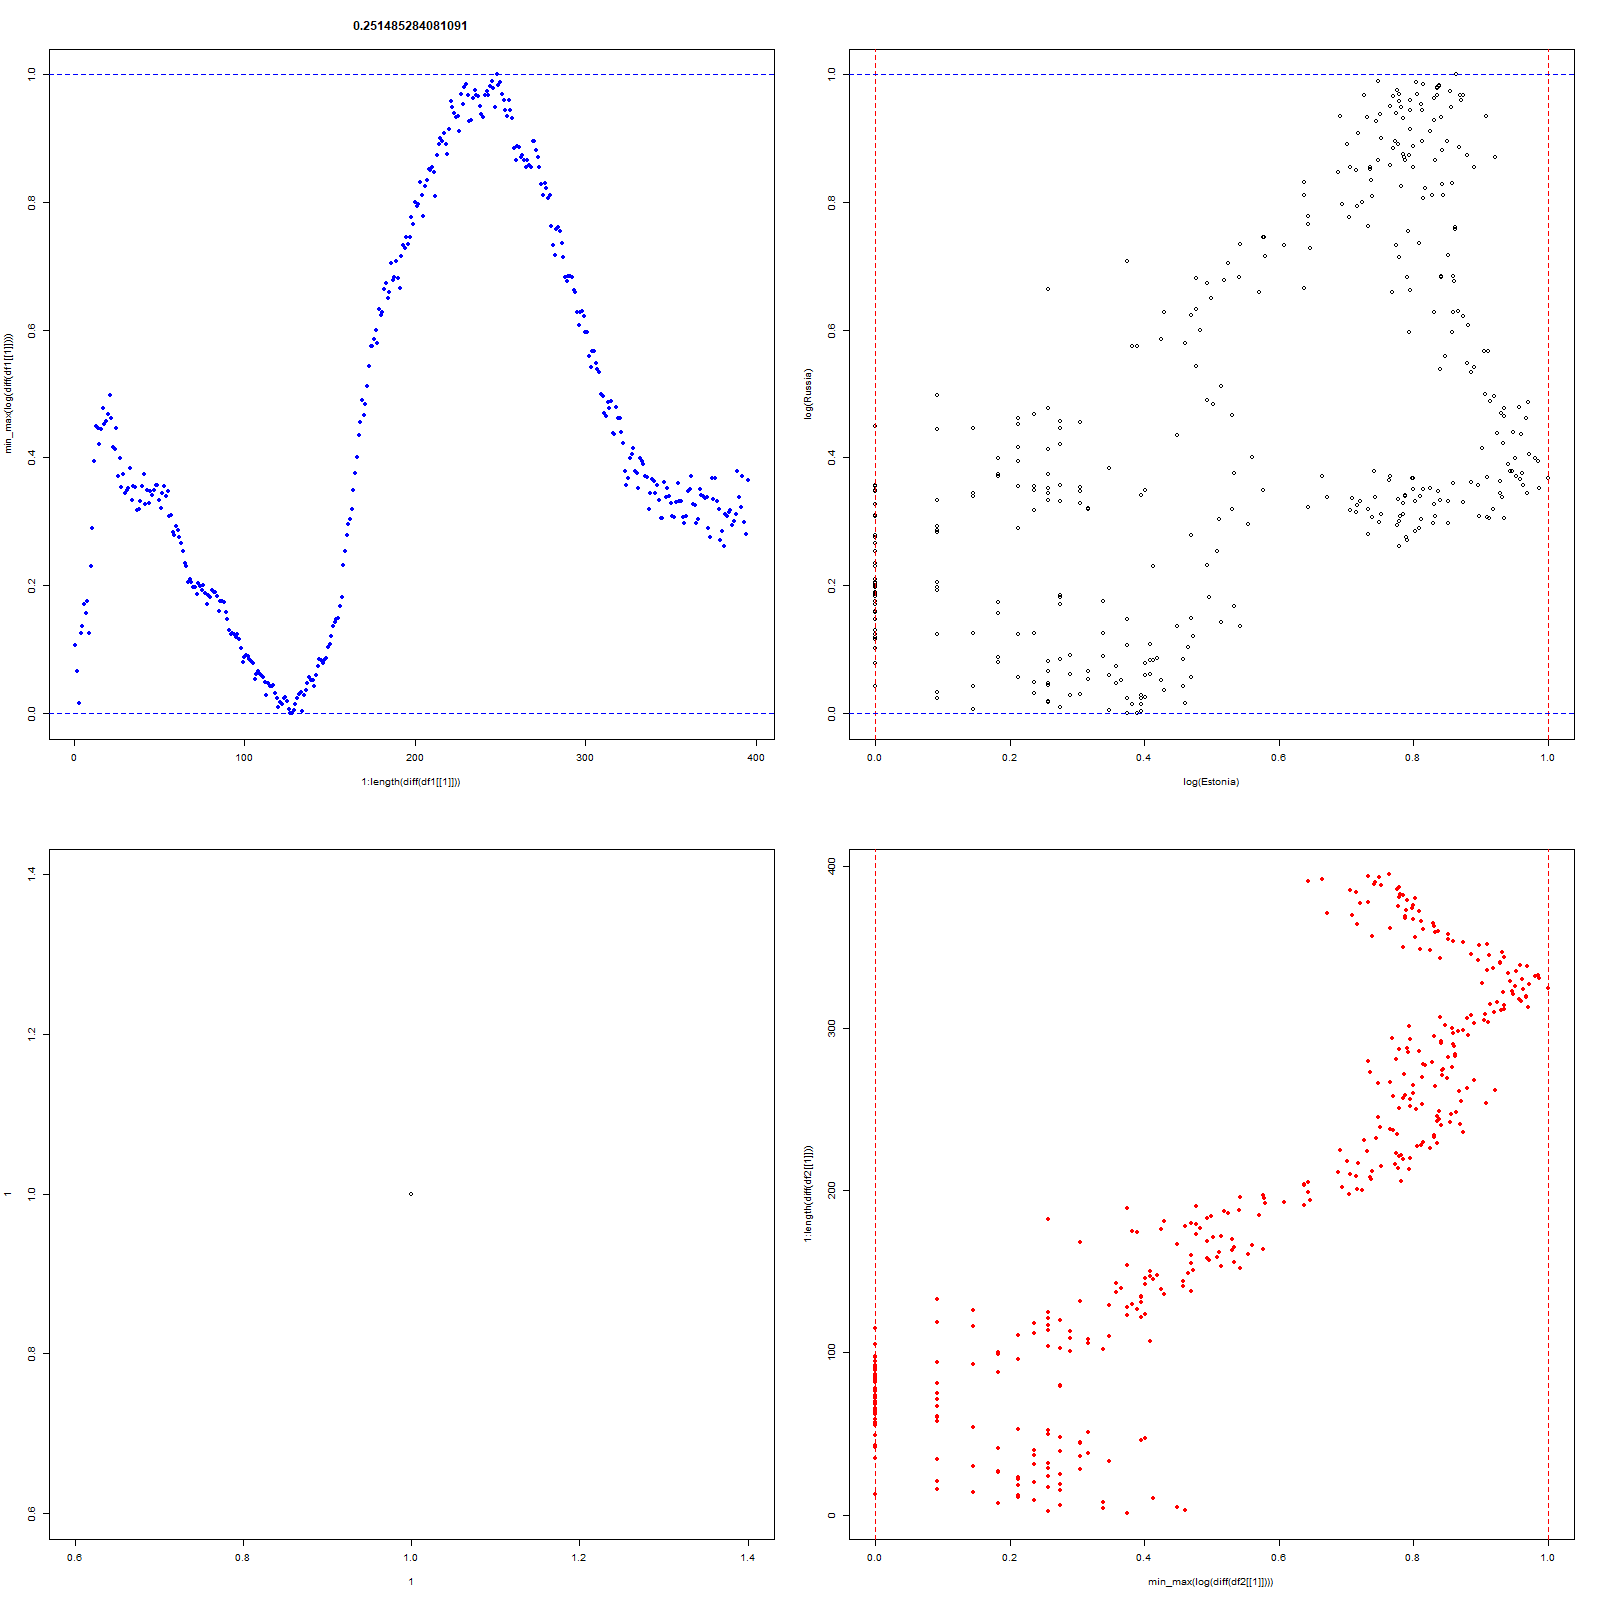 0.251485284081091
min_max(log(diff(df1[[1]])))
0.0 0.2 0.4 0.6 0.8 1.0
0 100 200 300 400
1:length(diff(df1[[1]]))
log(Russia)
0.0 0.2 0.4 0.6 0.8 1.0
0.0 0.2 0.4 0.6 0.8 1.0
log(Estonia)
1
0.6 0.8 1.0 1.2 1.4
0.6 0.8 1.0 1.2 1.4
1
1:length(diff(df2[[1]]))
0 100 200 300 400
0.0 0.2 0.4 0.6 0.8 1.0
min_max(log(diff(df2[[1]])))